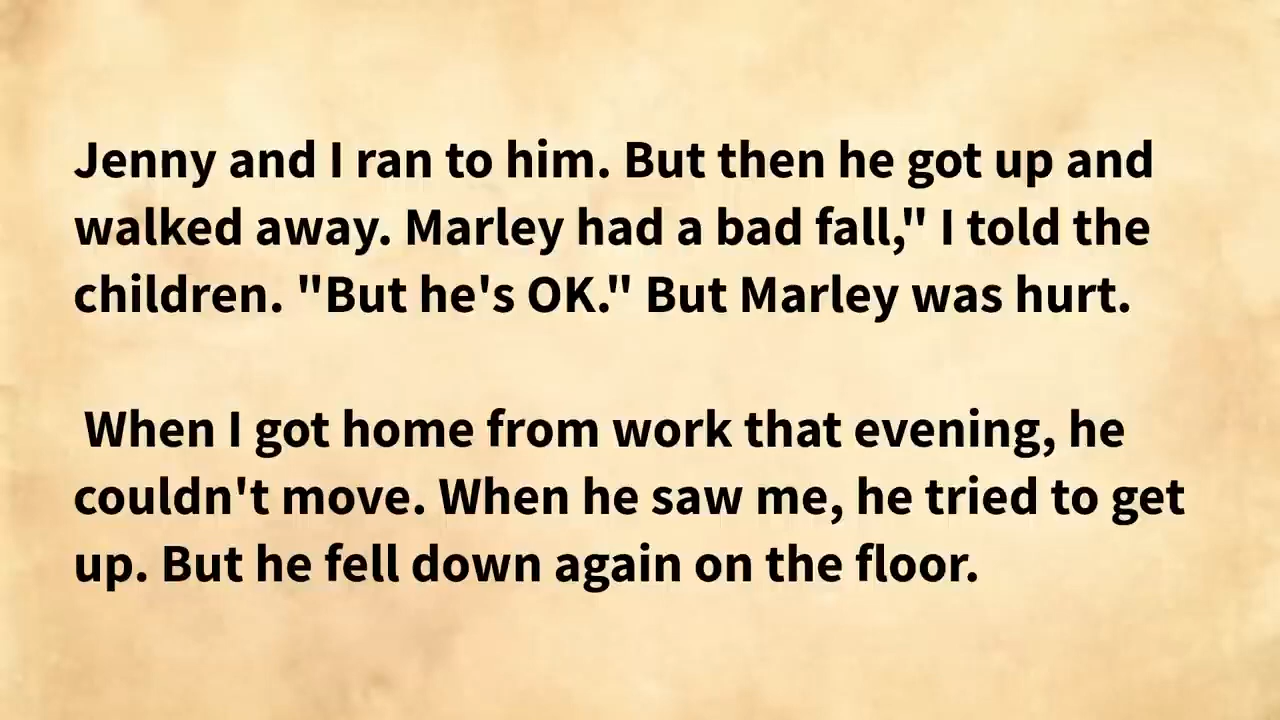 Jenny and I ran to him. But then he got up and
walked away. Marley had a bad fall," I told the
children. "But he's OK." But Marley was hurt.
When I got home from work that evening, he
couldn't move. When he saw me, he tried to get
up. But he fell down again on the floor.